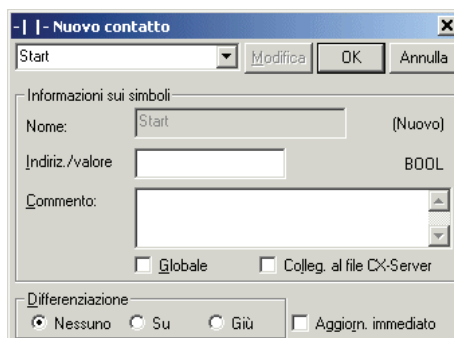 -| |- Nuovo contatto
Start Modifica OK Annulla
Informazioni sui simboli
Nome: Start (Nuovo)
Indiriz./valore BOOL
Commento:
Globale Colleg. al file CX-Server
Differenziazione
Nessuno Su Giù Aggiorn. immediato